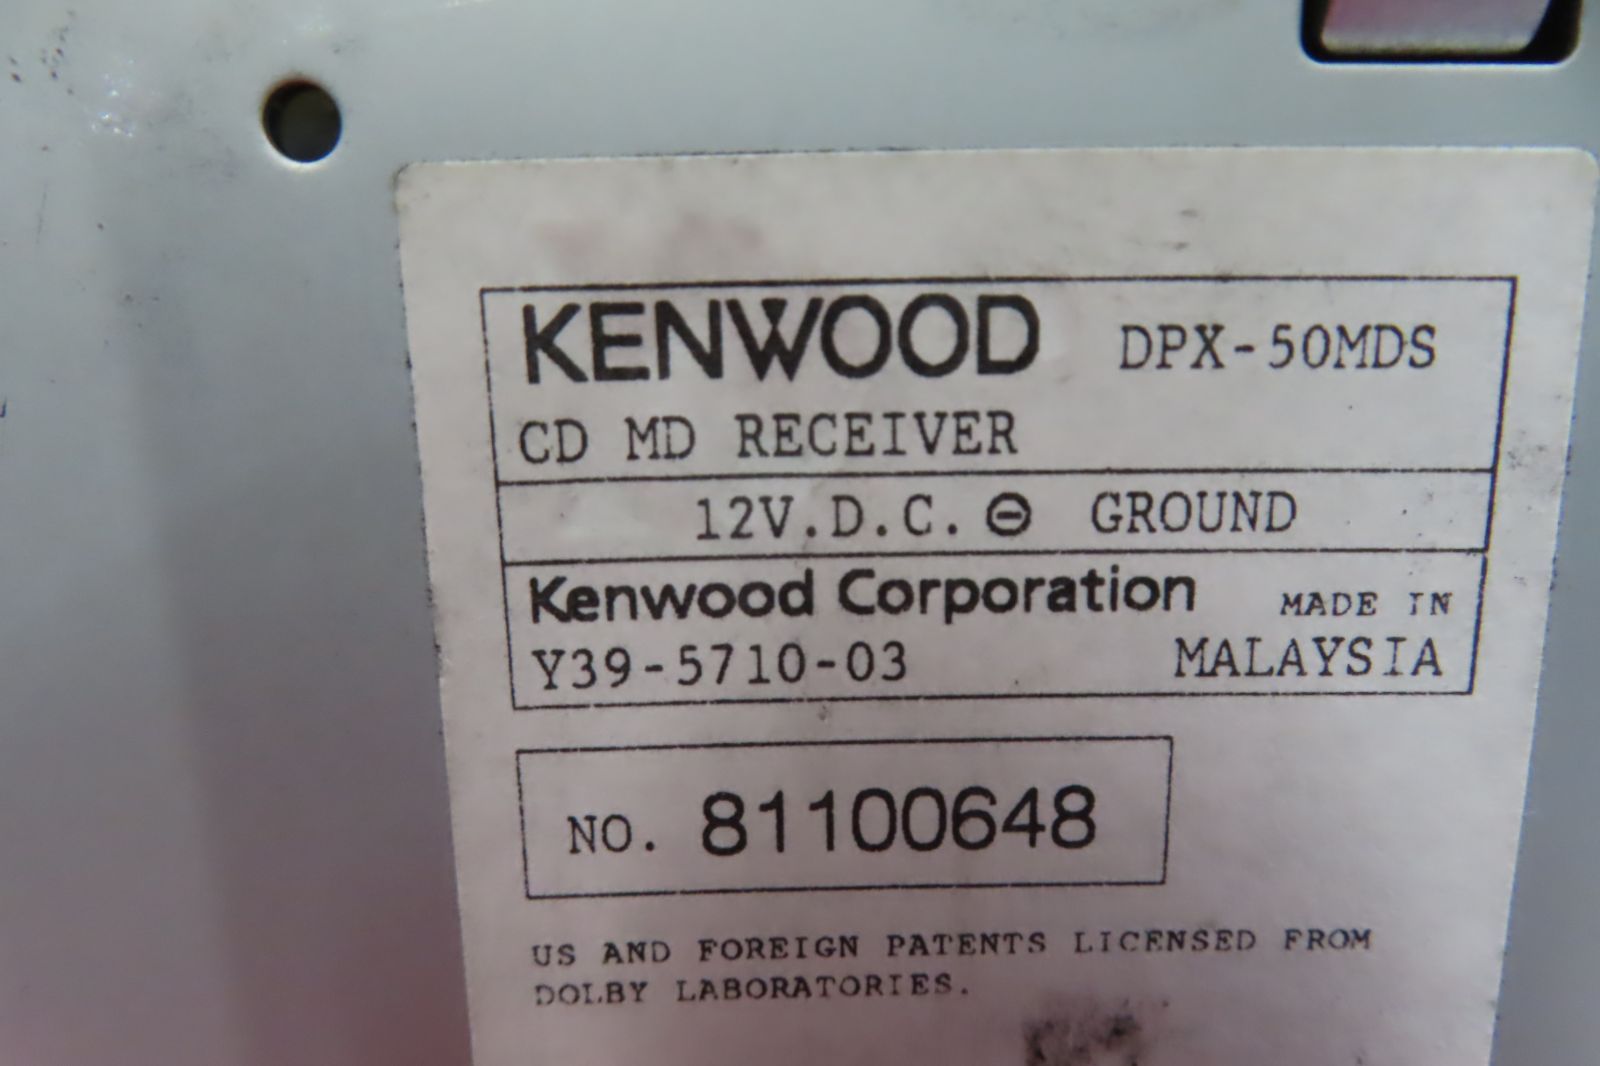 KENWOOD DPX-50MDS
CD MD RECEIVER
12V.D.C. ⊖ GROUND
Kenwood Corporation MADE IN
Y39-5710-03 MALAYSIA
NO. 81100648
US AND FOREIGN PATENTS LICENSED FROM
DOLBY LABORATORIES.